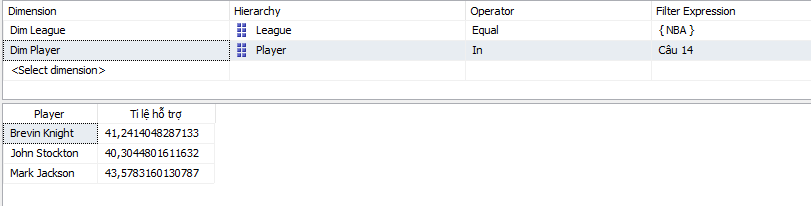 Dimension Hierarchy Operator Filter Expression
Dim League League Equal { NBA }
Dim Player Player In Câu 14
<Select dimension>
Player Tỉ lệ hỗ trợ
Brevin Knight 41,2414048287133
John Stockton 40,3044801611632
Mark Jackson 43,5783160130787